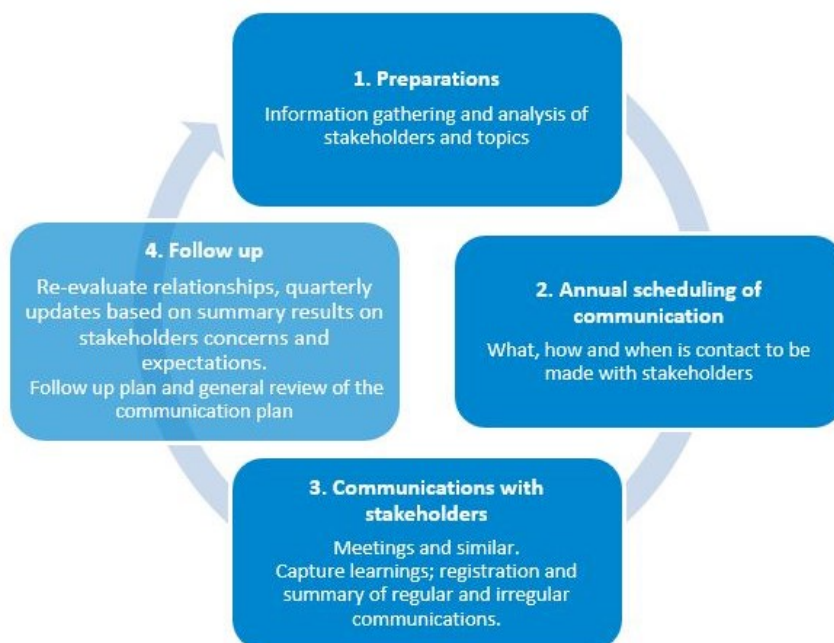 1. Preparations
Information gathering and analysis of
stakeholders and topics
2. Annual scheduling of
communication
What, how and when is contact to be
made with stakeholders
3. Communications with
stakeholders
Meetings and similar.
Capture learnings; registration and
summary of regular and irregular
communications.
4. Follow up
Re-evaluate relationships, quarterly
updates based on summary results on
stakeholders concerns and
expectations.
Follow up plan and general review of the
communication plan